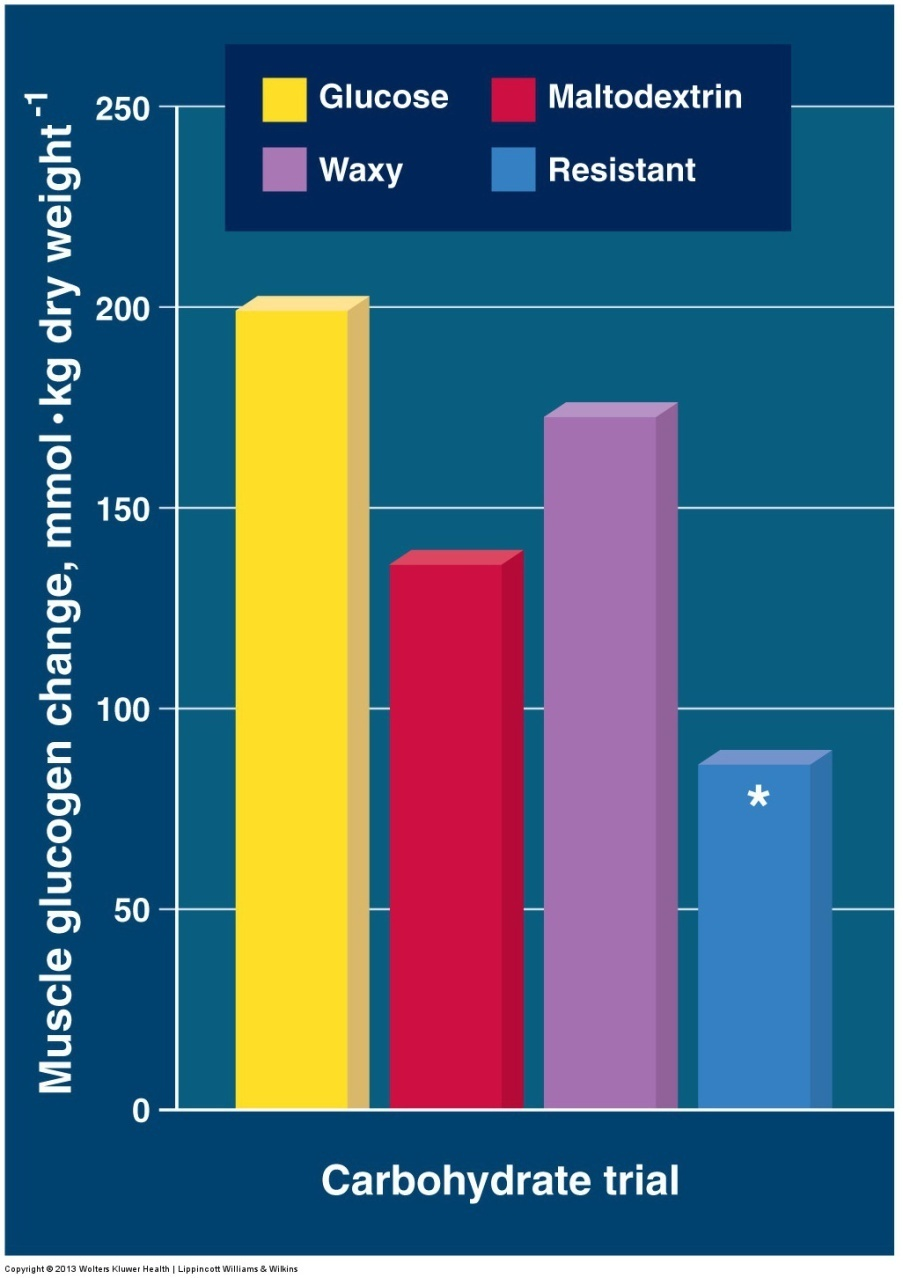 Glucose
Maltodextrin
Waxy
Resistant
Muscle glucogen change, mmol•kg dry weight-1
250
200
150
100
50
0
*
Carbohydrate trial
Copyright © 2013 Wolters Kluwer Health | Lippincott Williams & Wilkins